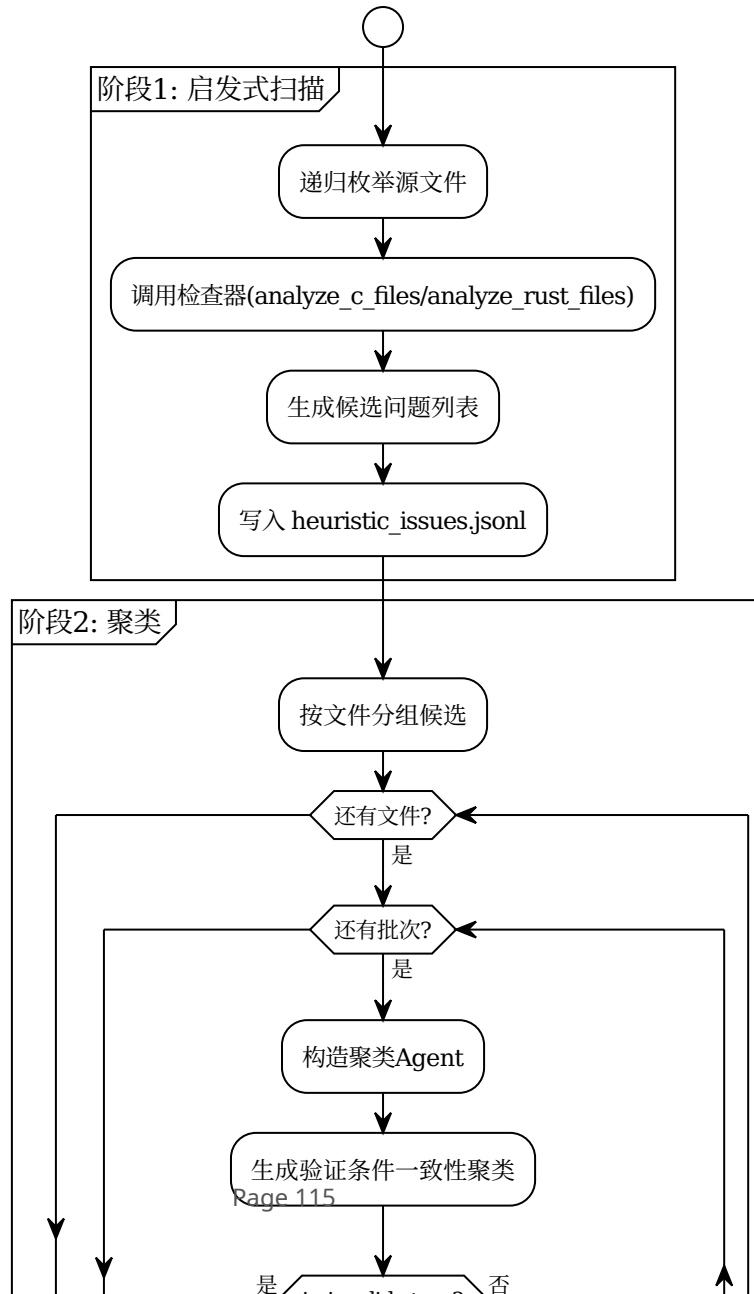 阶段1: 启发式扫描
递归枚举源文件
调用检查器(analyze_c_files/analyze_rust_files)
生成候选问题列表
写入 heuristic_issues.jsonl
阶段2: 聚类
按文件分组候选
还有文件?
是
还有批次?
是
构造聚类Agent
生成验证条件一致性聚类
Page 115
是
否